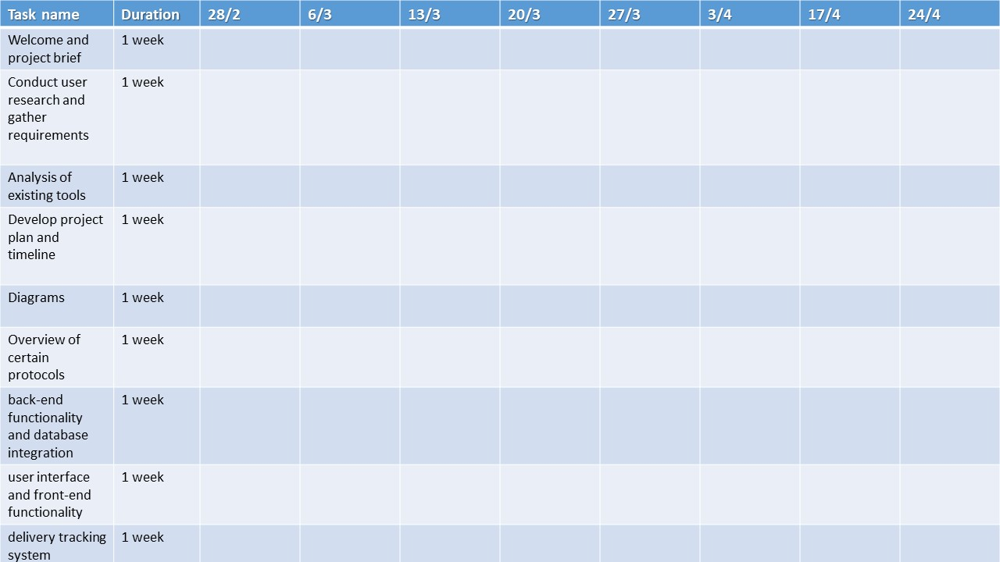 Task name Duration 28/2 6/3 13/3 20/3 27/3 3/4 17/4 24/4
Welcome and 1 week
project brief
Conduct user 1 week
research and
gather
requirements
Analysis of 1 week
existing tools
Develop project 1 week
plan and
timeline
Diagrams 1 week
Overview of 1 week
certain
protocols
back-end 1 week
functionality
and database
integration
user interface 1 week
and front-end
functionality
delivery tracking 1 week
system